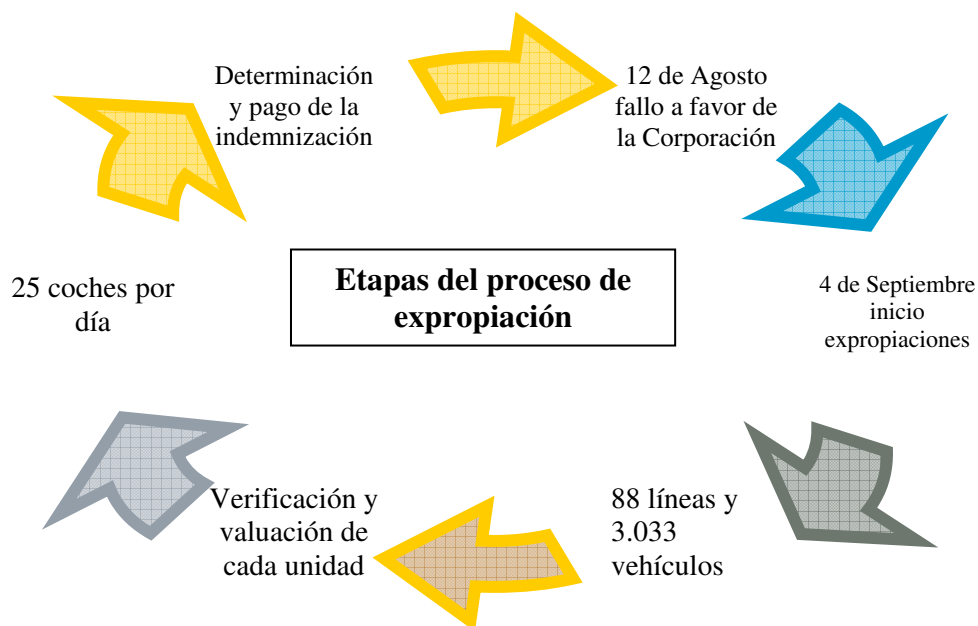 Determinación
y pago de la
indemnización
12 de Agosto
fallo a favor de
la Corporación
25 coches por
día
Etapas del proceso de
expropiación
4 de Septiembre
inicio
expropiaciones
Verificación y
valuación de
cada unidad
88 líneas y
3.033
vehículos